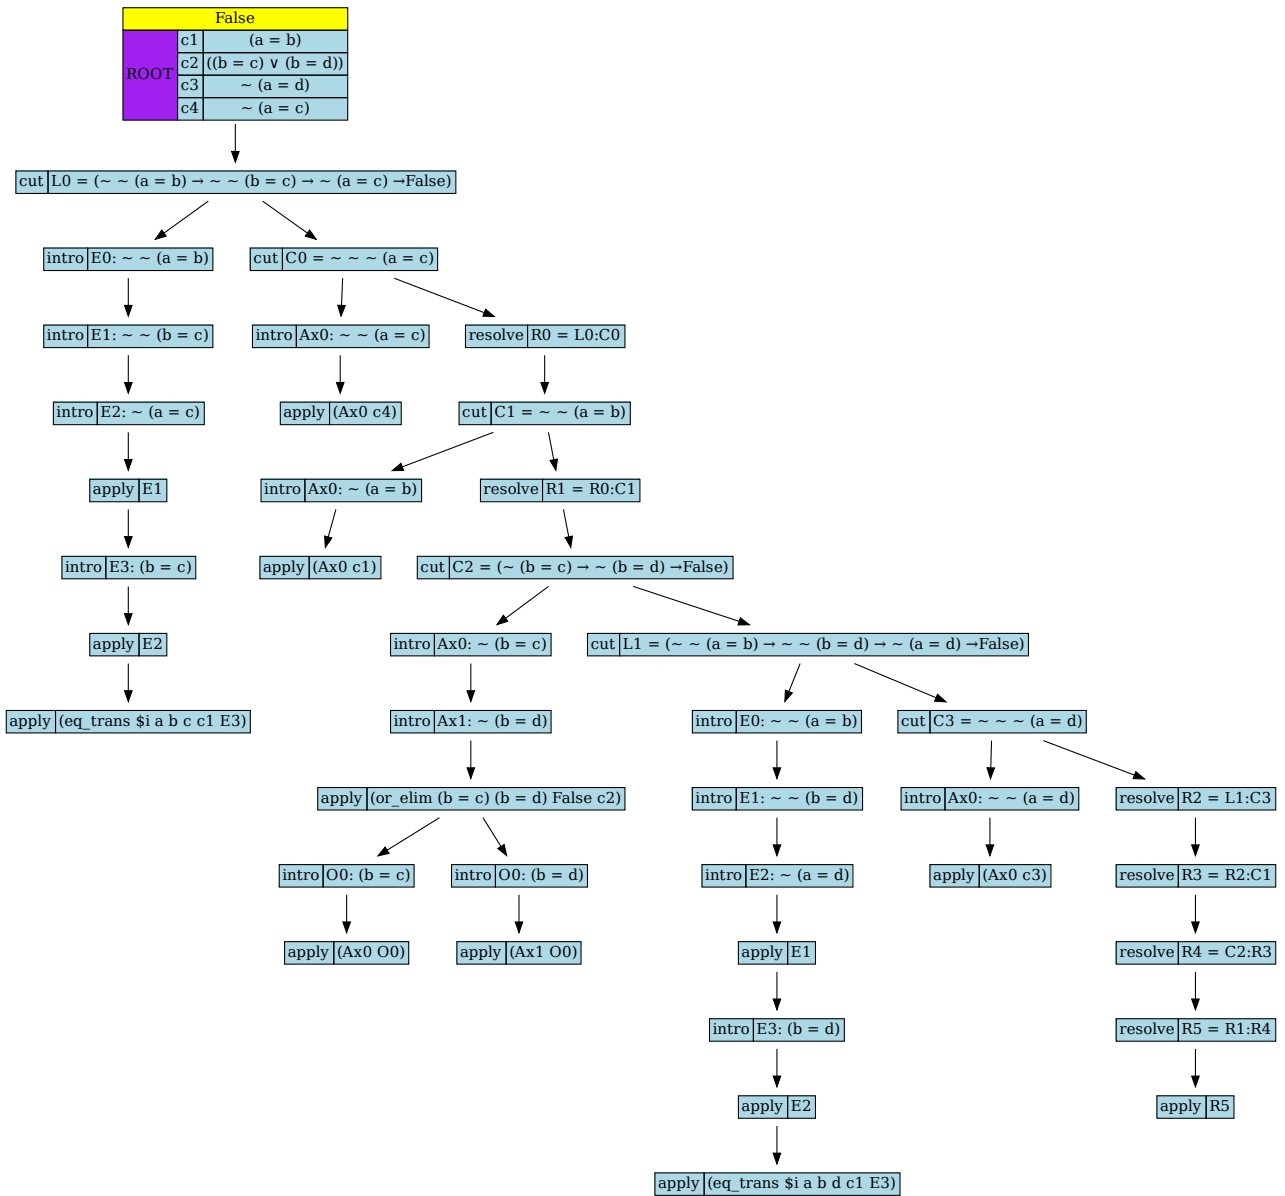 False
ROOT
c1 (a = b)
c2 ((b = c) ∨ (b = d))
c3 ~ (a = d)
c4 ~ (a = c)
cut L0 = (~ ~ (a = b) → ~ ~ (b = c) → ~ (a = c) →False)
intro E0: ~ ~ (a = b)
cut C0 = ~ ~ ~ (a = c)
intro E1: ~ ~ (b = c)
intro Ax0: ~ ~ (a = c)
resolve R0 = L0:C0
intro E2: ~ (a = c)
apply (Ax0 c4)
cut C1 = ~ ~ (a = b)
apply E1
intro Ax0: ~ (a = b)
resolve R1 = R0:C1
intro E3: (b = c)
apply (Ax0 c1)
cut C2 = (~ (b = c) → ~ (b = d) →False)
apply E2
intro Ax0: ~ (b = c)
cut L1 = (~ ~ (a = b) → ~ ~ (b = d) → ~ (a = d) →False)
apply (eq_trans $i a b c c1 E3)
intro Ax1: ~ (b = d)
intro E0: ~ ~ (a = b)
cut C3 = ~ ~ ~ (a = d)
apply (or_elim (b = c) (b = d) False c2)
intro E1: ~ ~ (b = d)
intro Ax0: ~ ~ (a = d)
resolve R2 = L1:C3
intro O0: (b = c)
intro O0: (b = d)
intro E2: ~ (a = d)
apply (Ax0 c3)
resolve R3 = R2:C1
apply (Ax0 O0)
apply (Ax1 O0)
apply E1
resolve R4 = C2:R3
intro E3: (b = d)
resolve R5 = R1:R4
apply E2
apply R5
apply (eq_trans $i a b d c1 E3)